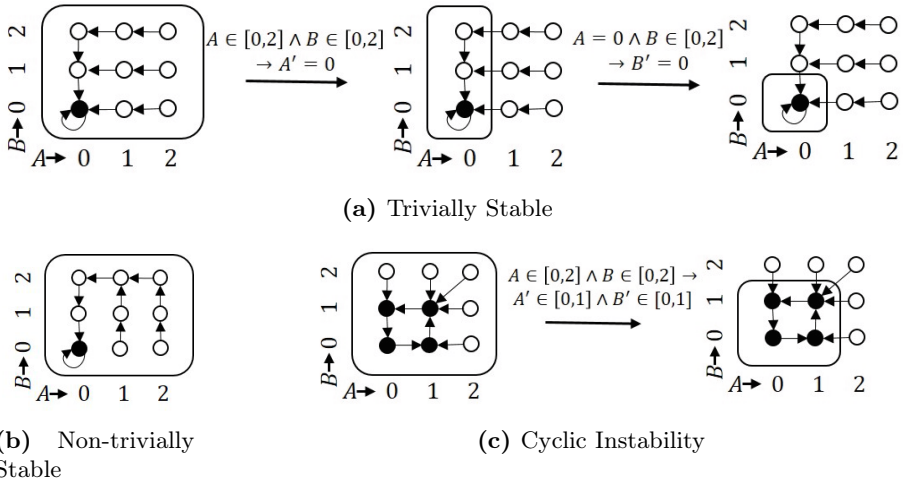 2
1
B→0
A→ 0 1 2
A ∈ [0,2] ∧ B ∈ [0,2]
→ A′ = 0
2
1
B→0
A→ 0 1 2
A = 0 ∧ B ∈ [0,2]
→ B′ = 0
2
1
B→0
A→ 0 1 2
(a) Trivially Stable
2
1
B→0
A→ 0 1 2
(b) Non-trivially
Stable
2
1
B→0
A→ 0 1 2
A ∈ [0,2] ∧ B ∈ [0,2] →
A′ ∈ [0,1] ∧ B′ ∈ [0,1]
2
1
B→0
A→ 0 1 2
(c) Cyclic Instability